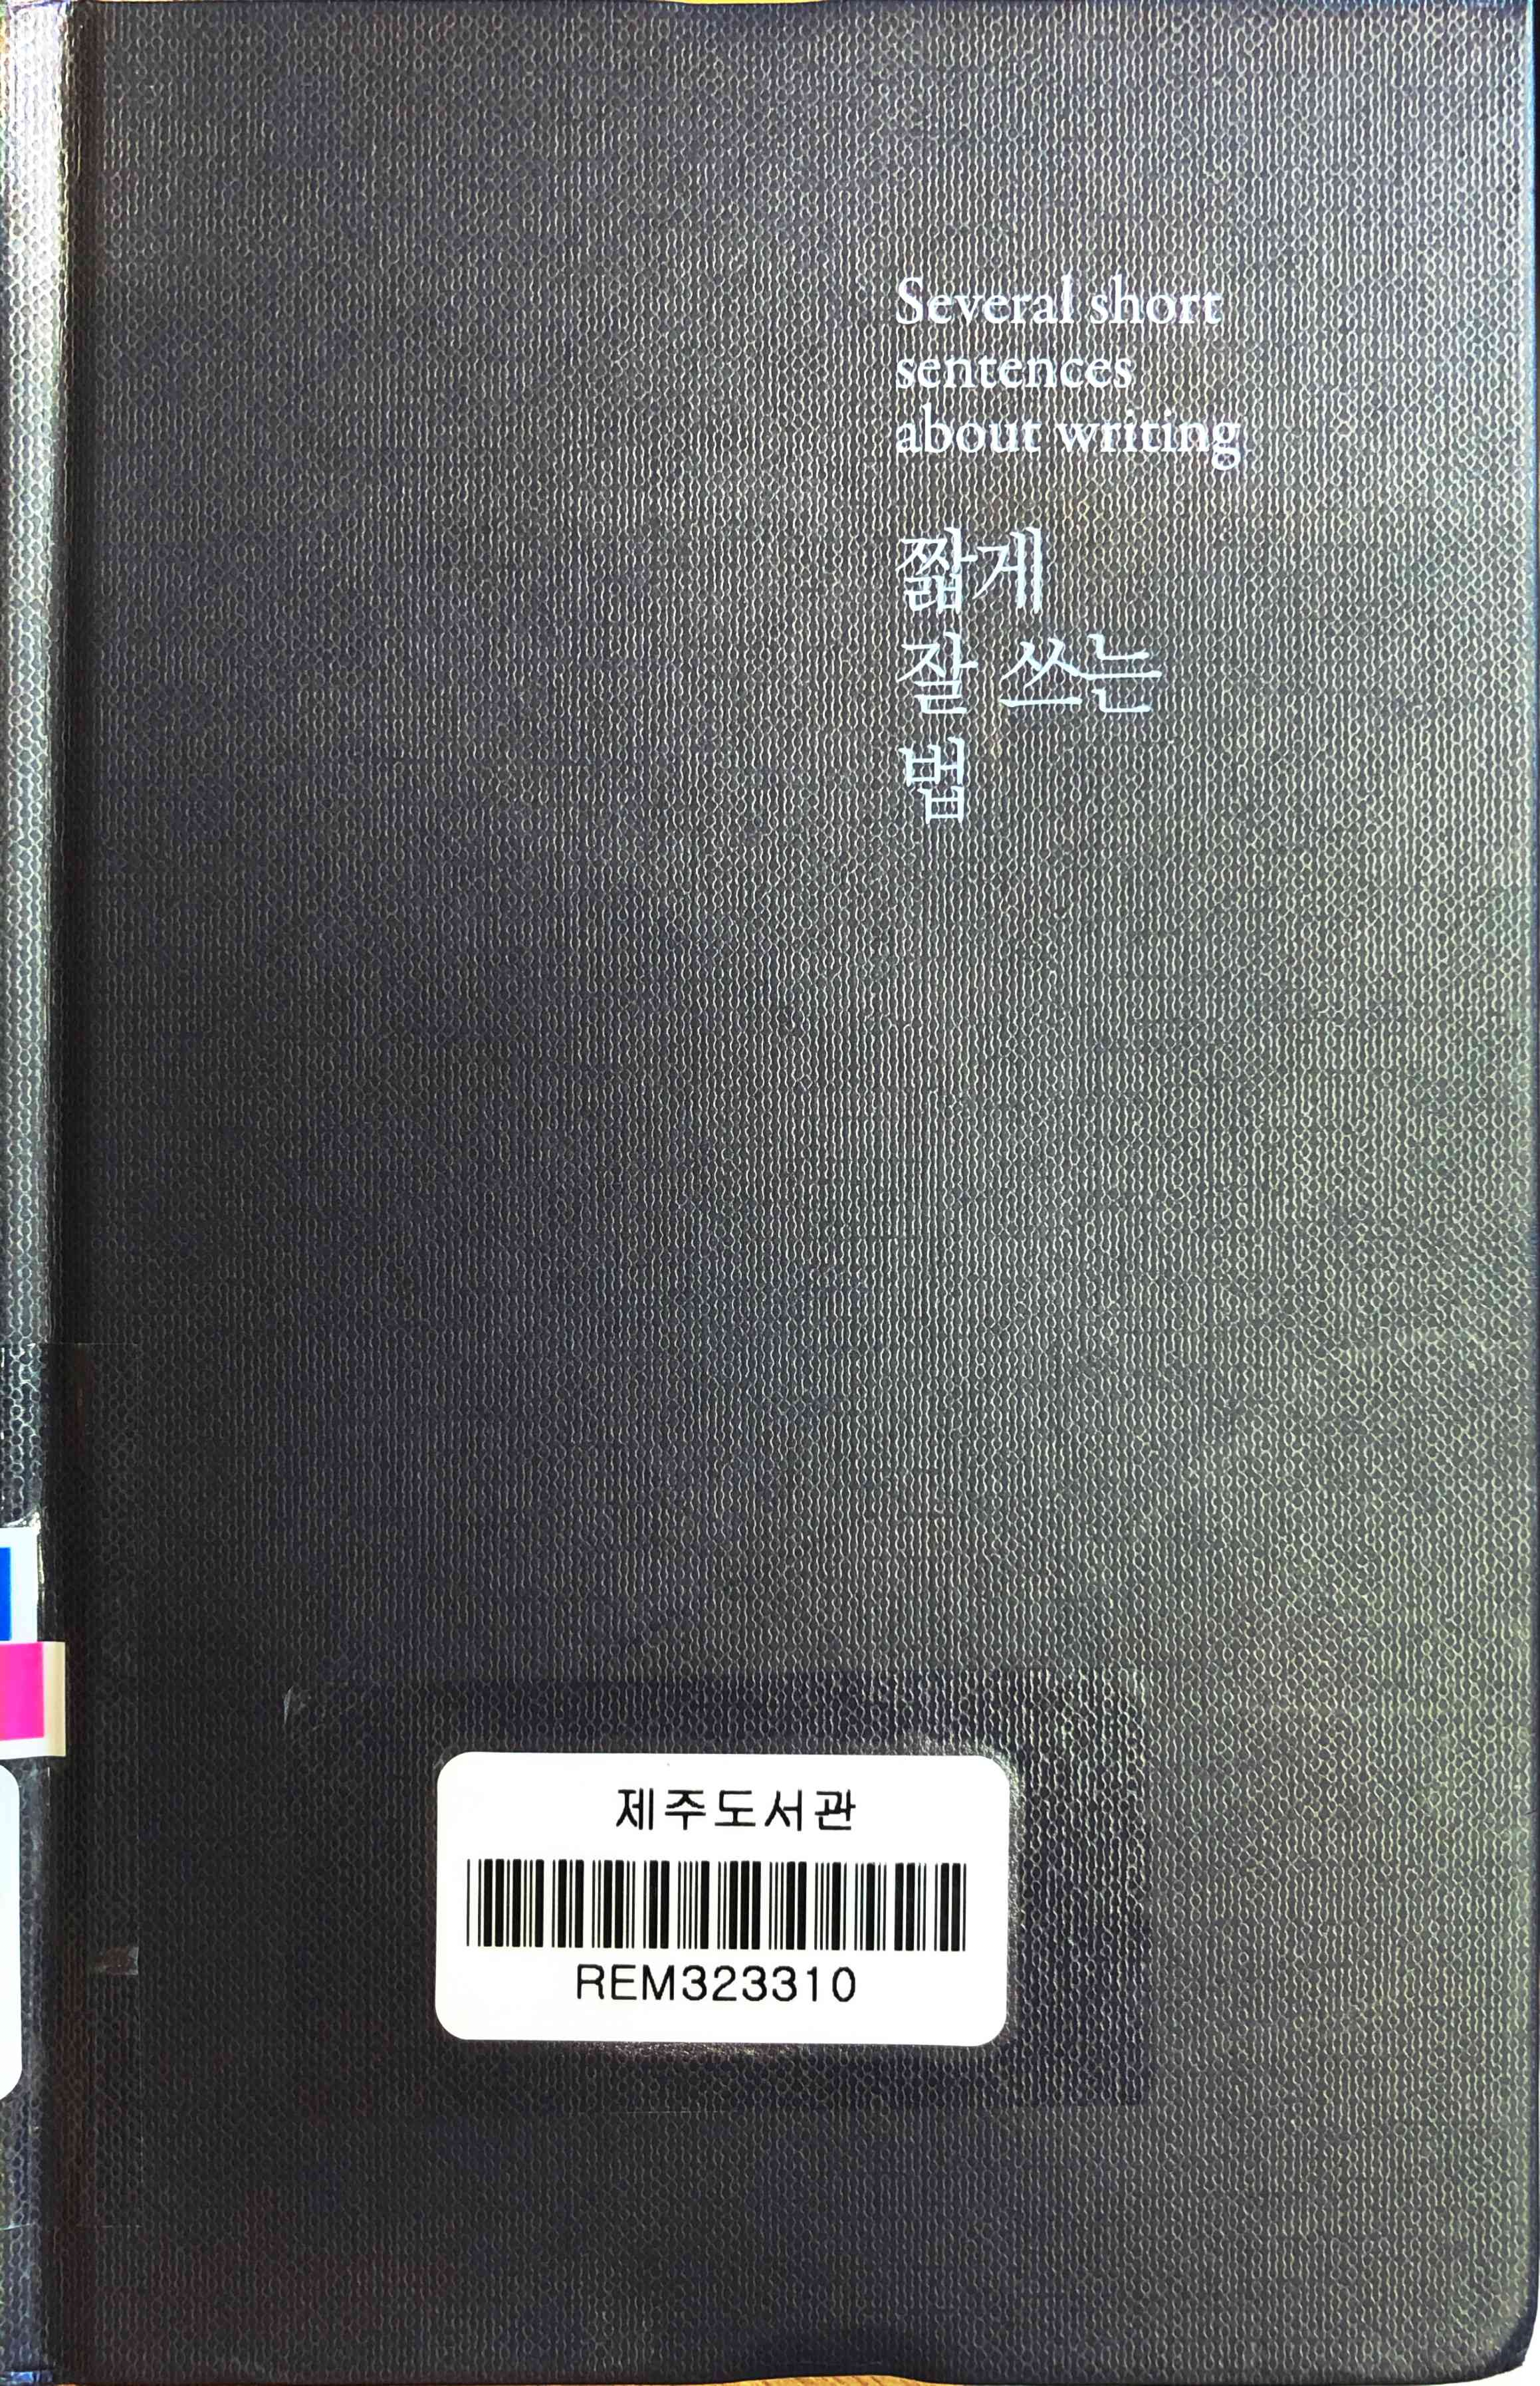 Several short
sentences
about writing
짧게
잘 쓰는
법
제주도서관
REM323310